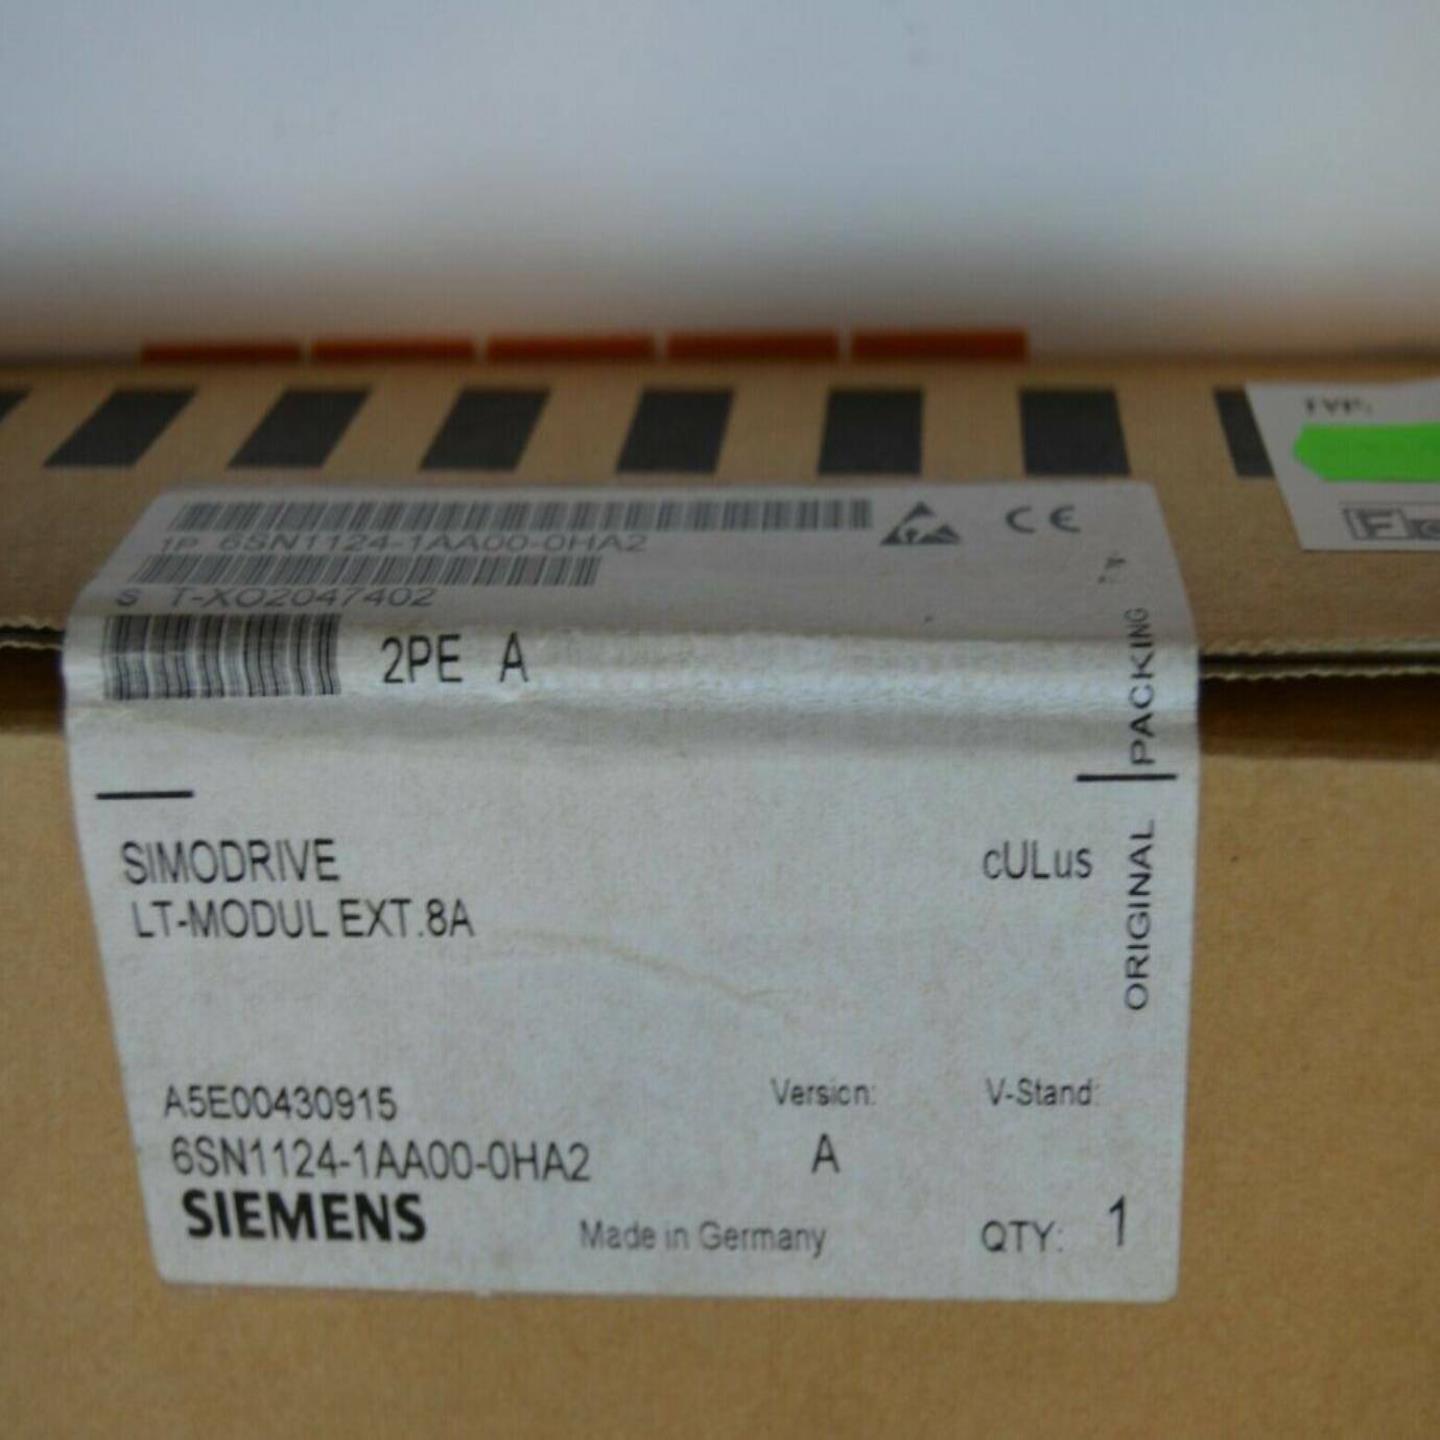 TYP:
1P 6SN1124-1AA00-0HA2
CE
S T-XO2047402
2PE A
ORIGINAL PACKING
SIMODRIVE
cULus
LT-MODUL EXT.8A
A5E00430915
Version:
V-Stand:
6SN1124-1AA00-0HA2
A
SIEMENS
Made in Germany
QTY: 1